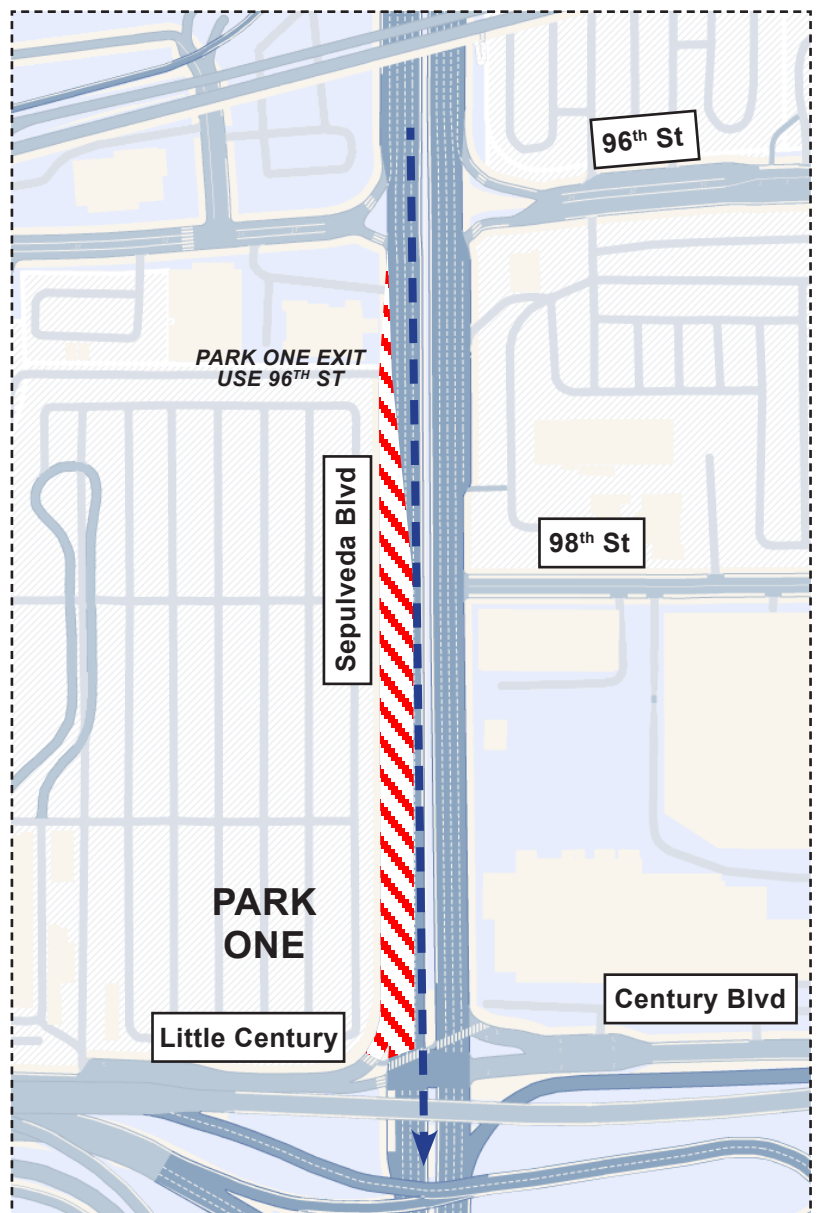 96th St
PARK ONE EXIT
USE 96TH ST
Sepulveda Blvd
98th St
PARK
ONE
Century Blvd
Little Century